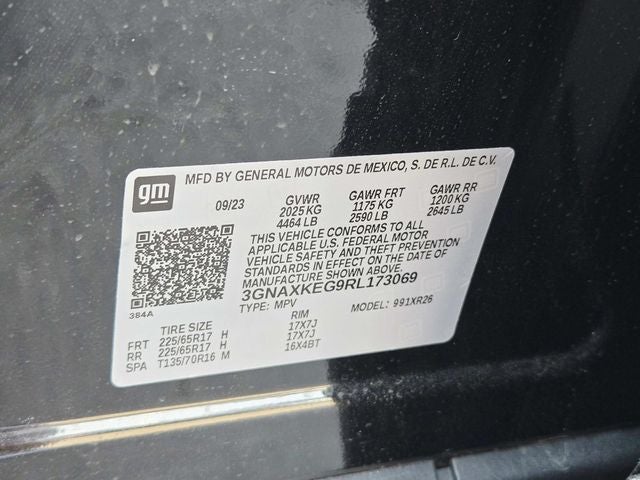 gm
MFD BY GENERAL MOTORS DE MEXICO, S. DE R.L. DE C.V.
09/23 GVWR GAWR FRT GAWR RR
2025 KG 1175 KG 1200 KG
4464 LB 2590 LB 2645 LB
THIS VEHICLE CONFORMS TO ALL
APPLICABLE U.S. FEDERAL MOTOR
VEHICLE SAFETY AND THEFT PREVENTION
STANDARDS IN EFFECT ON THE DATE OF
MANUFACTURE SHOWN ABOVE.
3GNAXKEG9RL173069
TYPE: MPV MODEL: 991XR26
384A
TIRE SIZE RIM
FRT 225/65R17 H 17X7J
RR 225/65R17 H 17X7J
SPA T135/70R16 M 16X4BT